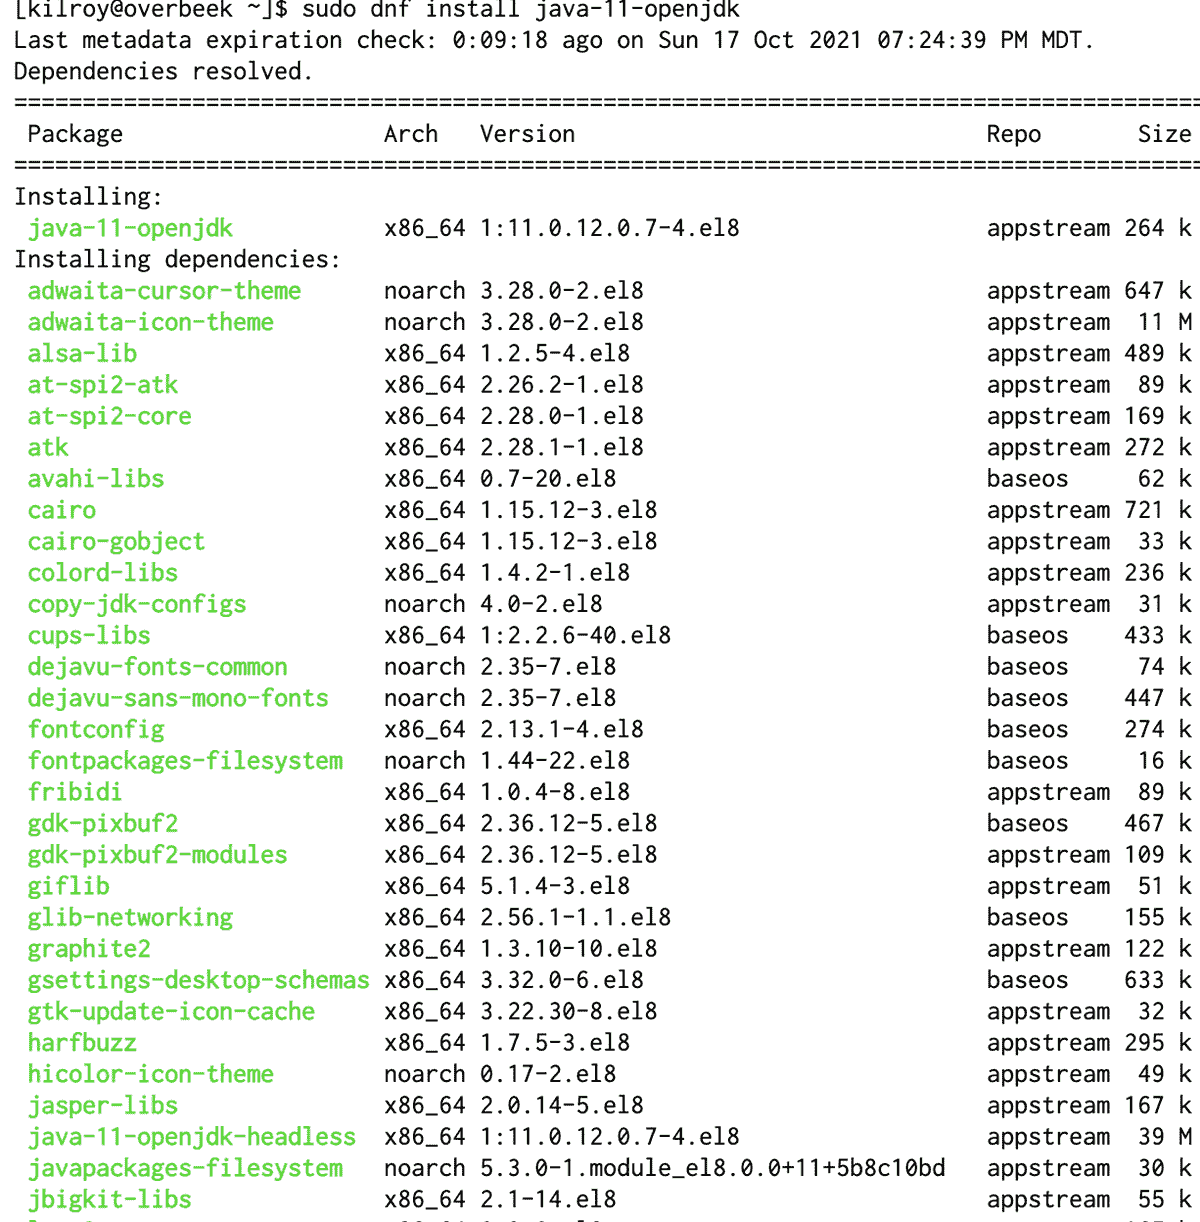 [kilroy@overbeek ~]$ sudo dnf install java-11-openjdk
Last metadata expiration check: 0:09:18 ago on Sun 17 Oct 2021 07:24:39 PM MDT.
Dependencies resolved.
================================================================================
Package Arch Version Repo Size
================================================================================
Installing:
java-11-openjdk x86_64 1:11.0.12.0.7-4.el8 appstream 264 k
Installing dependencies:
adwaita-cursor-theme noarch 3.28.0-2.el8 appstream 647 k
adwaita-icon-theme noarch 3.28.0-2.el8 appstream 11 M
alsa-lib x86_64 1.2.5-4.el8 appstream 489 k
at-spi2-atk x86_64 2.26.2-1.el8 appstream 89 k
at-spi2-core x86_64 2.28.0-1.el8 appstream 169 k
atk x86_64 2.28.1-1.el8 appstream 272 k
avahi-libs x86_64 0.7-20.el8 baseos 62 k
cairo x86_64 1.15.12-3.el8 appstream 721 k
cairo-gobject x86_64 1.15.12-3.el8 appstream 33 k
colord-libs x86_64 1.4.2-1.el8 appstream 236 k
copy-jdk-configs noarch 4.0-2.el8 appstream 31 k
cups-libs x86_64 1:2.2.6-40.el8 baseos 433 k
dejavu-fonts-common noarch 2.35-7.el8 baseos 74 k
dejavu-sans-mono-fonts noarch 2.35-7.el8 baseos 447 k
fontconfig x86_64 2.13.1-4.el8 baseos 274 k
fontpackages-filesystem noarch 1.44-22.el8 baseos 16 k
fribidi x86_64 1.0.4-8.el8 appstream 89 k
gdk-pixbuf2 x86_64 2.36.12-5.el8 baseos 467 k
gdk-pixbuf2-modules x86_64 2.36.12-5.el8 appstream 109 k
giflib x86_64 5.1.4-3.el8 appstream 51 k
glib-networking x86_64 2.56.1-1.1.el8 baseos 155 k
graphite2 x86_64 1.3.10-10.el8 appstream 122 k
gsettings-desktop-schemas x86_64 3.32.0-6.el8 baseos 633 k
gtk-update-icon-cache x86_64 3.22.30-8.el8 appstream 32 k
harfbuzz x86_64 1.7.5-3.el8 appstream 295 k
hicolor-icon-theme noarch 0.17-2.el8 appstream 49 k
jasper-libs x86_64 2.0.14-5.el8 appstream 167 k
java-11-openjdk-headless x86_64 1:11.0.12.0.7-4.el8 appstream 39 M
javapackages-filesystem noarch 5.3.0-1.module_el8.0.0+11+5b8c10bd appstream 30 k
jbigkit-libs x86_64 2.1-14.el8 appstream 55 k